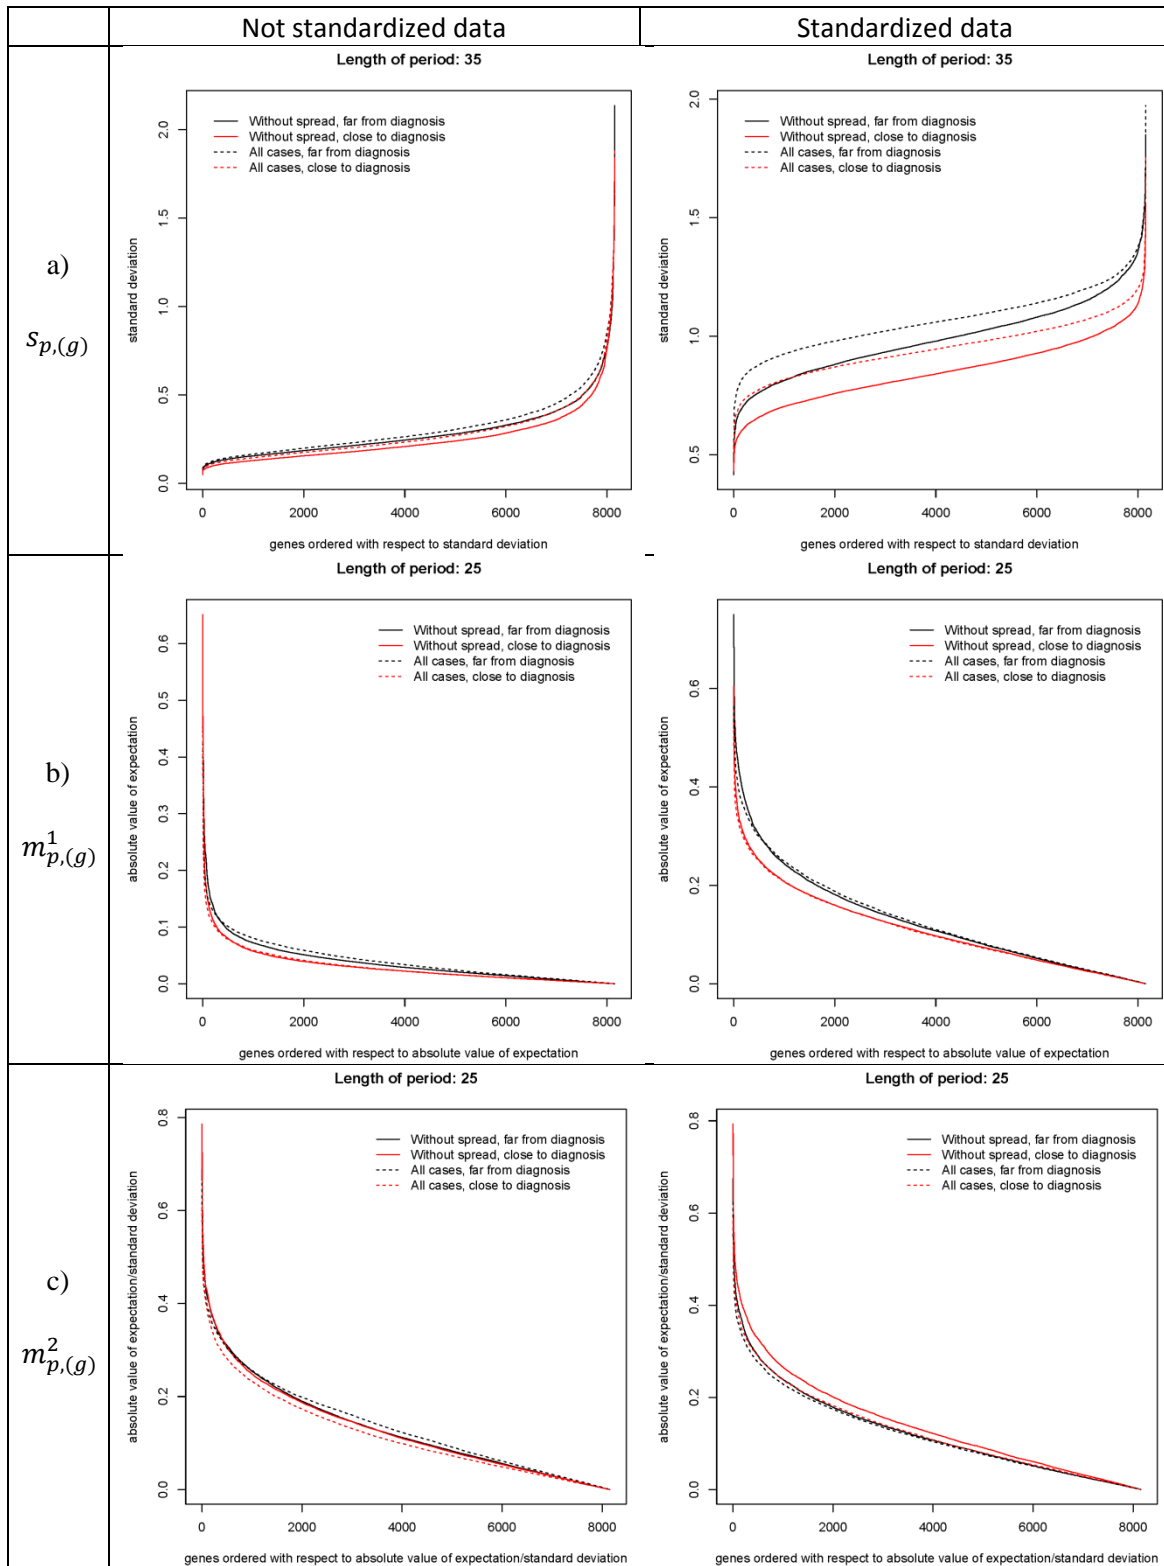 Not standardized data
Standardized data
a)
s_{p,(g)}
Length of period: 35
2.0
1.5
1.0
0.5
0.0
standard deviation
Without spread, far from diagnosis
Without spread, close to diagnosis
All cases, far from diagnosis
All cases, close to diagnosis
0 2000 4000 6000 8000
genes ordered with respect to standard deviation
Length of period: 35
2.0
1.5
1.0
0.5
standard deviation
Without spread, far from diagnosis
Without spread, close to diagnosis
All cases, far from diagnosis
All cases, close to diagnosis
0 2000 4000 6000 8000
genes ordered with respect to standard deviation
b)
m^1_{p,(g)}
Length of period: 25
0.6
0.5
0.4
0.3
0.2
0.1
0.0
absolute value of expectation
Without spread, far from diagnosis
Without spread, close to diagnosis
All cases, far from diagnosis
All cases, close to diagnosis
0 2000 4000 6000 8000
genes ordered with respect to absolute value of expectation
Length of period: 25
0.6
0.4
0.2
0.0
absolute value of expectation
Without spread, far from diagnosis
Without spread, close to diagnosis
All cases, far from diagnosis
All cases, close to diagnosis
0 2000 4000 6000 8000
genes ordered with respect to absolute value of expectation
c)
m^2_{p,(g)}
Length of period: 25
0.8
0.6
0.4
0.2
0.0
absolute value of expectation/standard deviation
Without spread, far from diagnosis
Without spread, close to diagnosis
All cases, far from diagnosis
All cases, close to diagnosis
0 2000 4000 6000 8000
genes ordered with respect to absolute value of expectation/standard deviation
Length of period: 25
0.8
0.6
0.4
0.2
0.0
absolute value of expectation/standard deviation
Without spread, far from diagnosis
Without spread, close to diagnosis
All cases, far from diagnosis
All cases, close to diagnosis
0 2000 4000 6000 8000
genes ordered with respect to absolute value of expectation/standard deviation